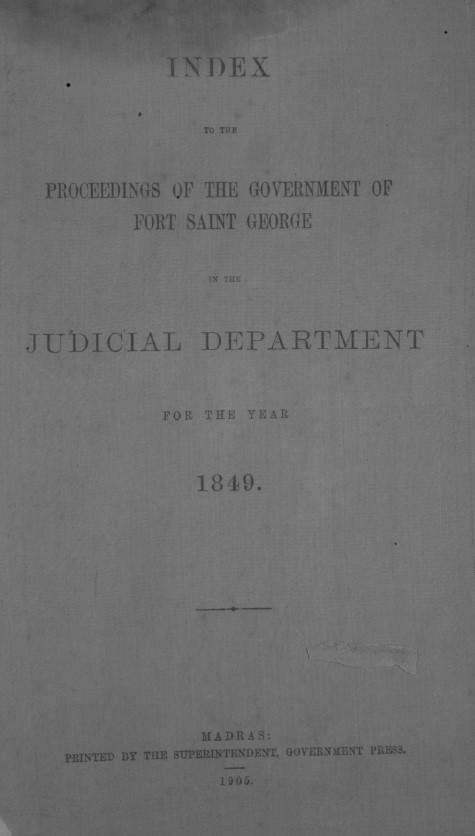 INDEX
TO THE
PROCEEDINGS OF THE GOVERNMENT OF
FORT SAINT GEORGE
IN THE
JUDICIAL DEPARTMENT
FOR THE YEAR
1849.
MADRAS:
PRINTED BY THE SUPERINTENDENT, GOVERNMENT PRESS.
1905.